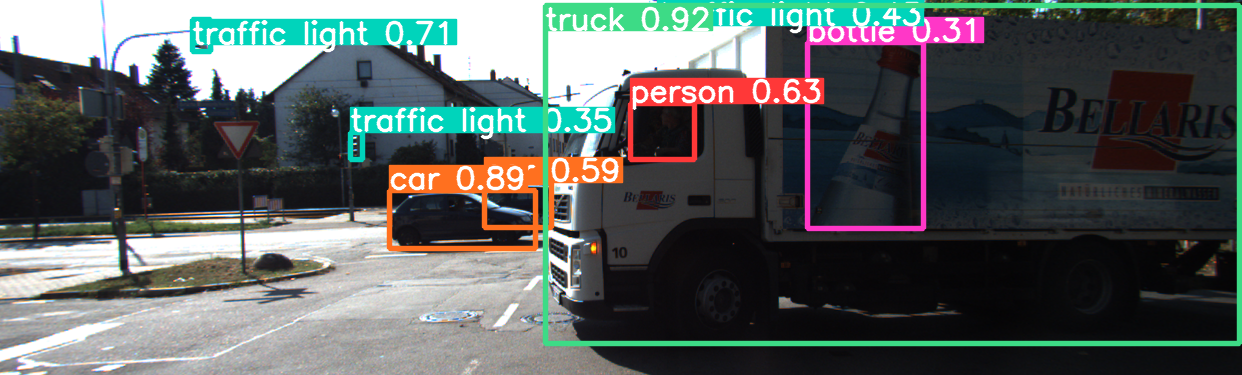 traffic light 0.71
truck 0.92
fic light 0.43
bottle 0.31
person 0.63
traffic light 0.35
car 0.89
0.59
BELLARIS
BELLARIS
10